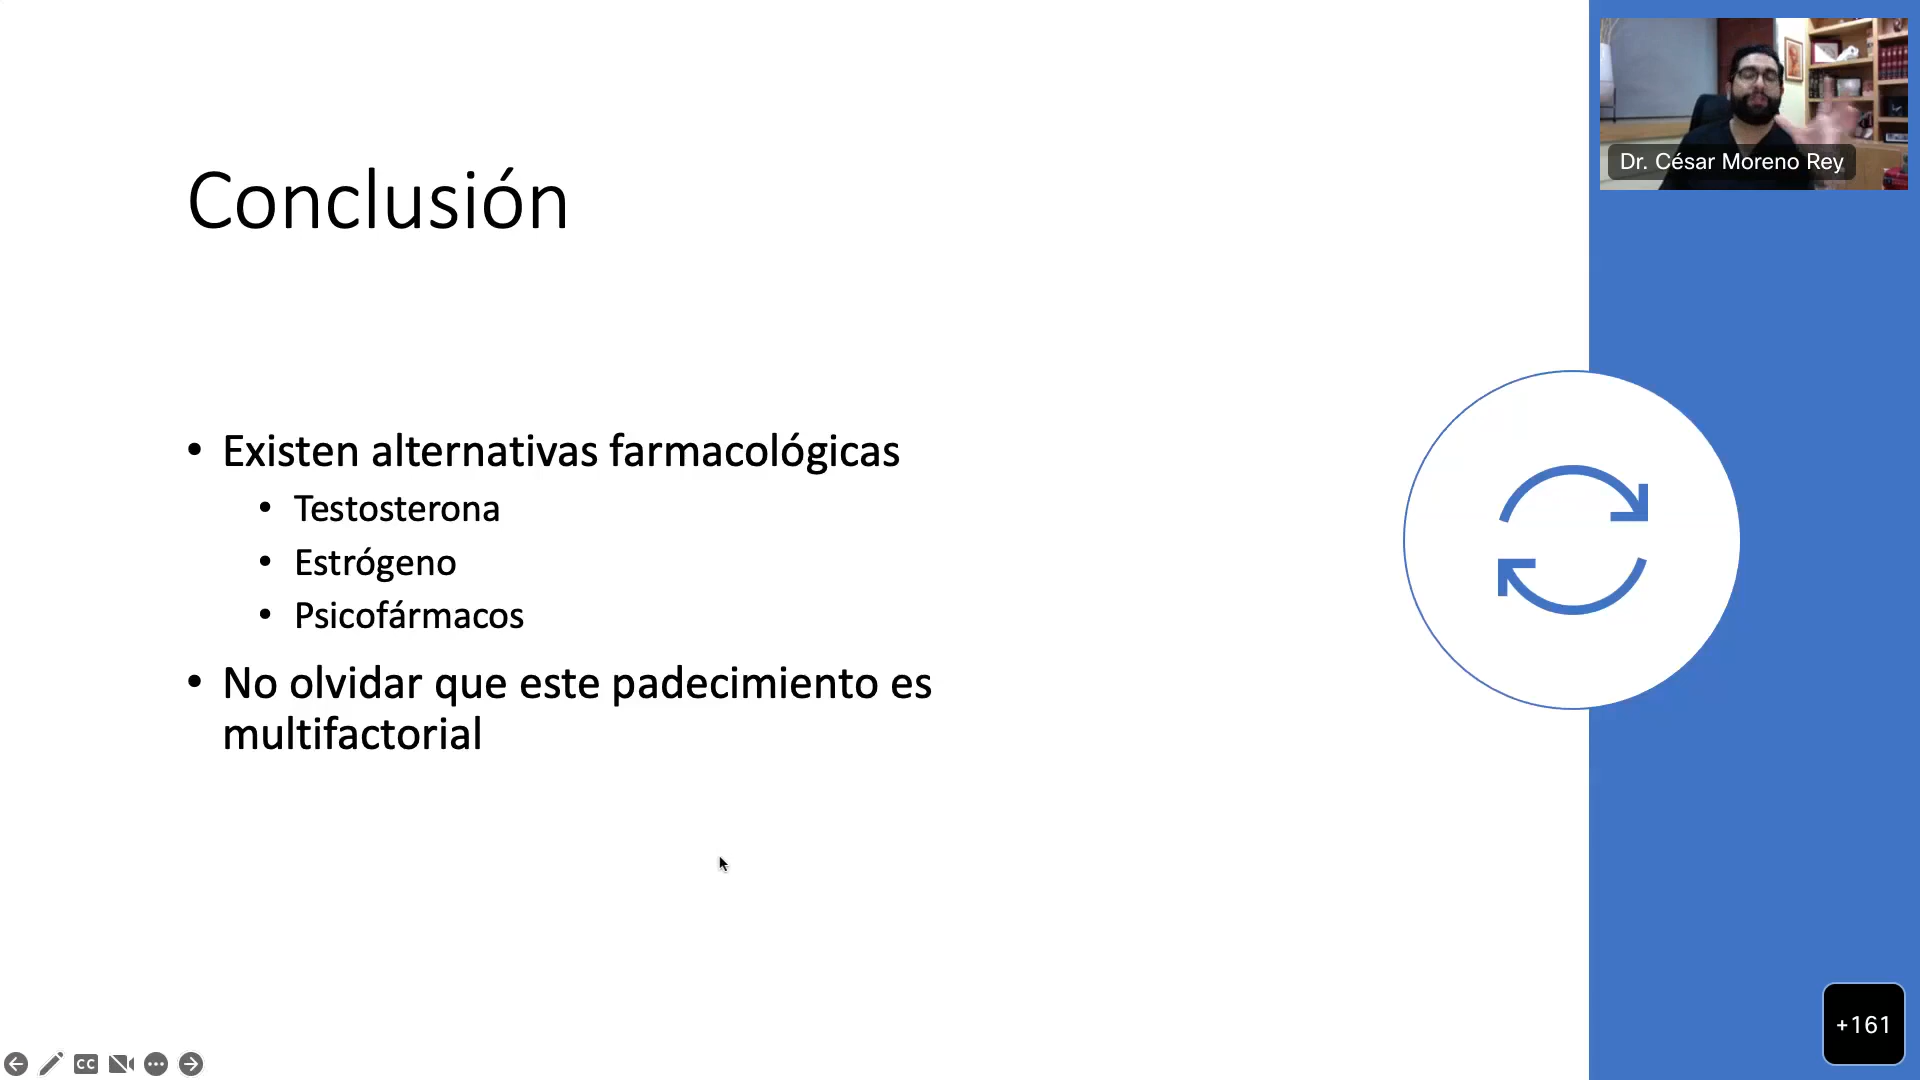 Dr. César Moreno Rey
Conclusión
• Existen alternativas farmacológicas
• Testosterona
• Estrógeno
• Psicofármacos
• No olvidar que este padecimiento es
multifactorial
+161
CC